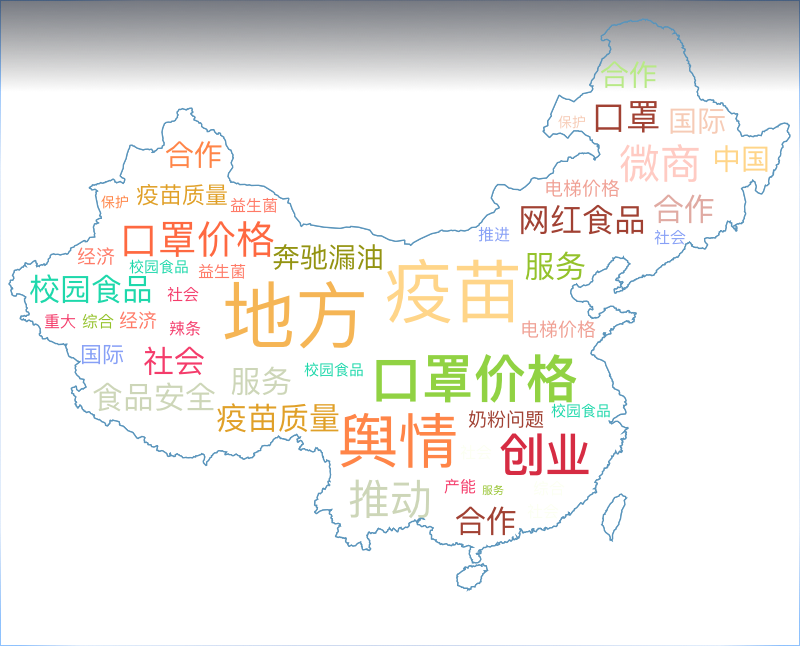 合作
口罩
国际
保护
微商
中国
合作
电梯价格
疫苗质量
保护
益生菌
合作
网红食品
推进
社会
口罩价格
奔驰漏油
经济
校园食品
益生菌
服务
校园食品
社会
地方
疫苗
重大
综合
经济
辣条
电梯价格
国际
社会
校园食品
口罩价格
服务
食品安全
疫苗质量
舆情
奶粉问题
校园食品
创业
推动
产能
服务
合作